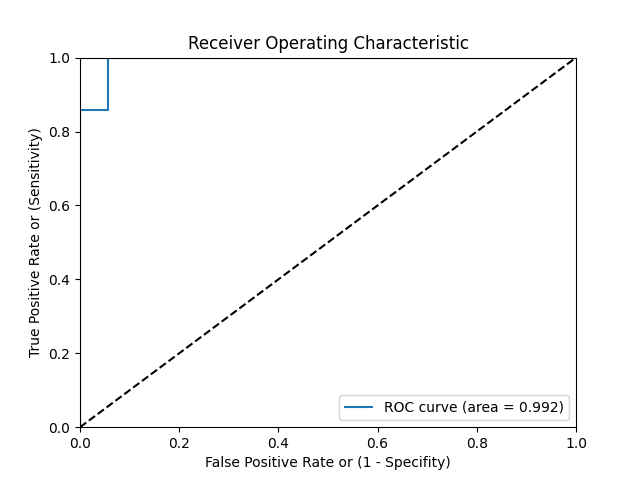 Receiver Operating Characteristic
True Positive Rate or (Sensitivity)
1.0
0.8
0.6
0.4
0.2
0.0
ROC curve (area = 0.992)
0.0 0.2 0.4 0.6 0.8 1.0
False Positive Rate or (1 - Specifity)